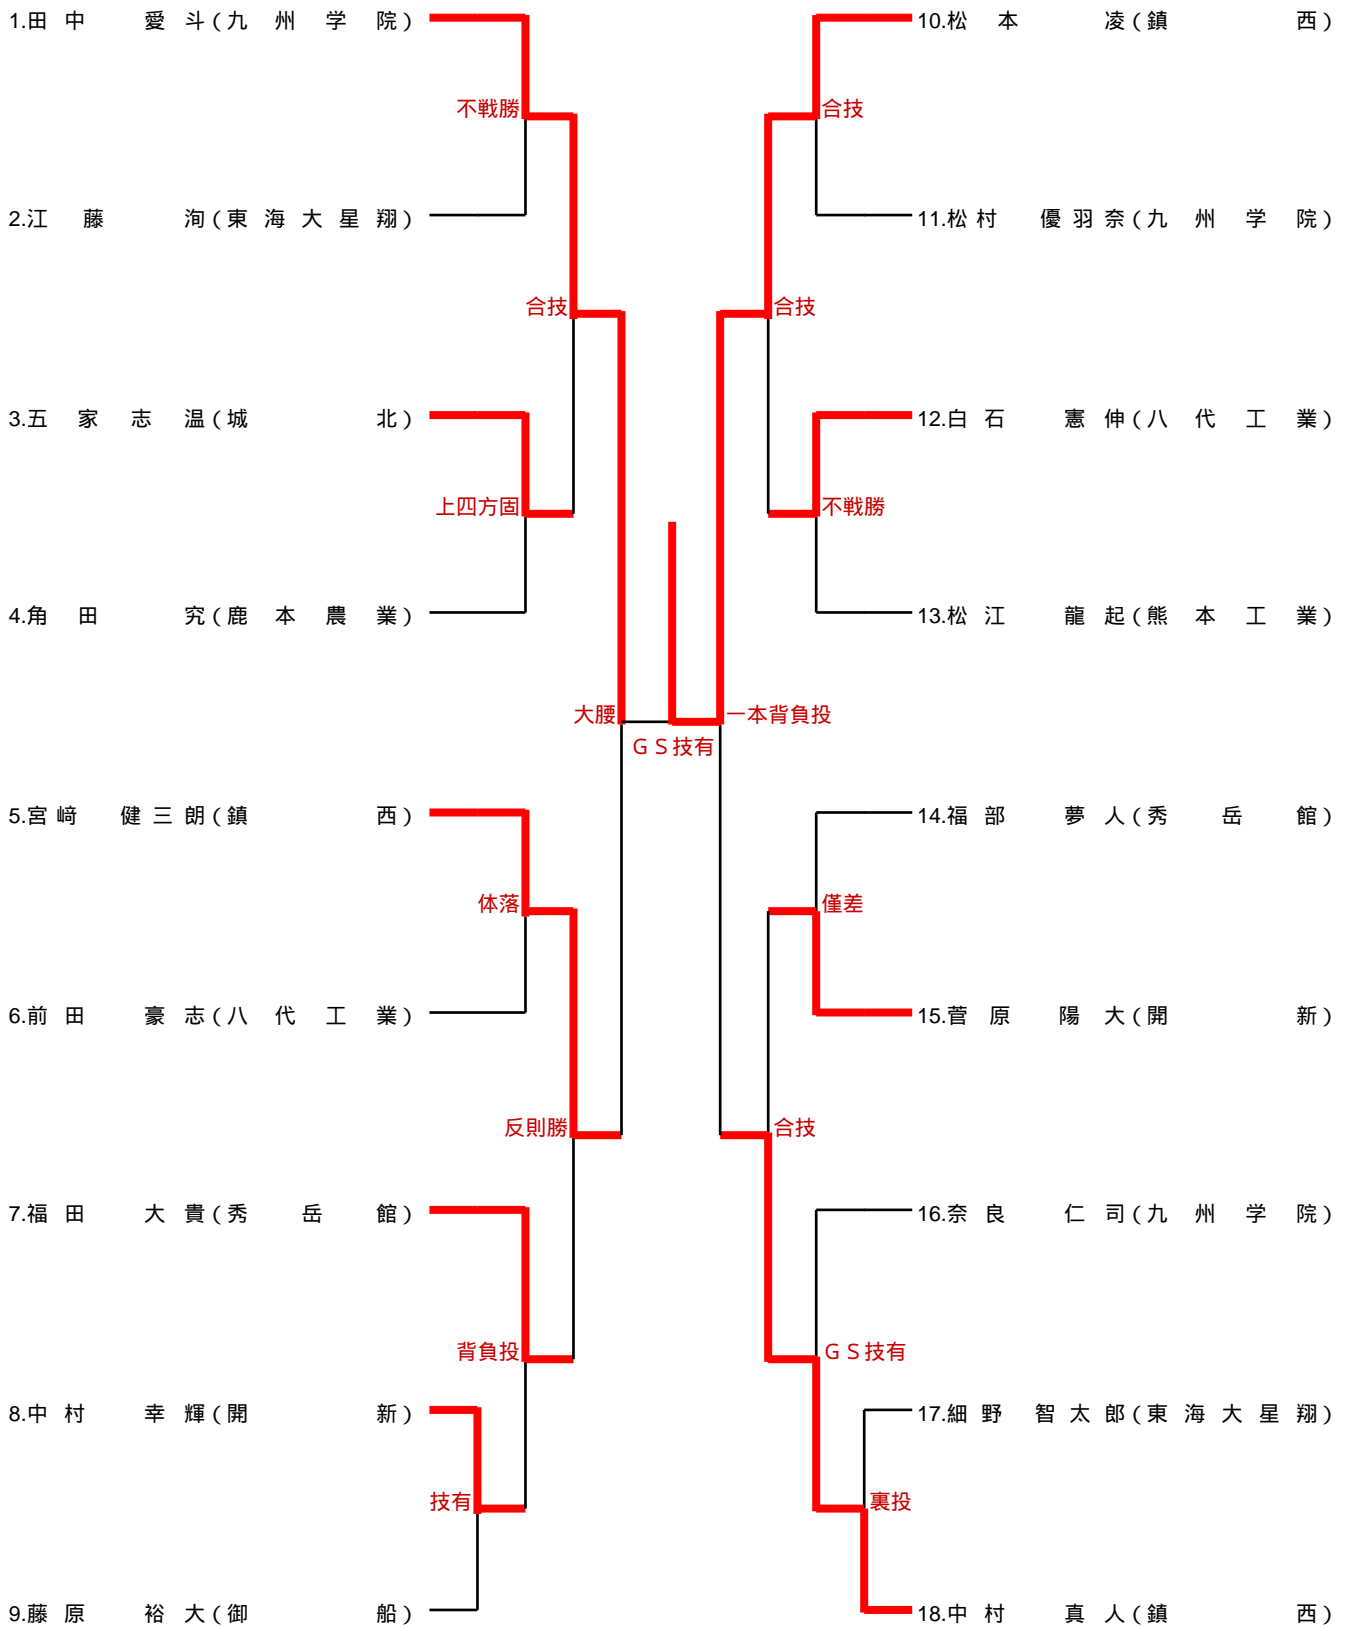 1.田中 愛斗(九州学院)
不戦勝
2.江藤 洵(東海大星翔)
合技
3.五家志温(城北)
上四方固
4.角田 究(鹿本農業)
大腰
5.宮﨑 健三朗(鎮西)
体落
6.前田 豪志(八代工業)
反則勝
7.福田 大貴(秀岳館)
背負投
8.中村 幸輝(開新)
技有
9.藤原 裕大(御船)
GS技有
10.松本 凌(鎮西)
合技
11.松村 優羽奈(九州学院)
合技
12.白石 憲伸(八代工業)
不戦勝
13.松江 龍起(熊本工業)
一本背負投
14.福部 夢人(秀岳館)
僅差
15.菅原 陽大(開新)
合技
16.奈良 仁司(九州学院)
GS技有
17.細野 智太郎(東海大星翔)
裏投
18.中村 真人(鎮西)